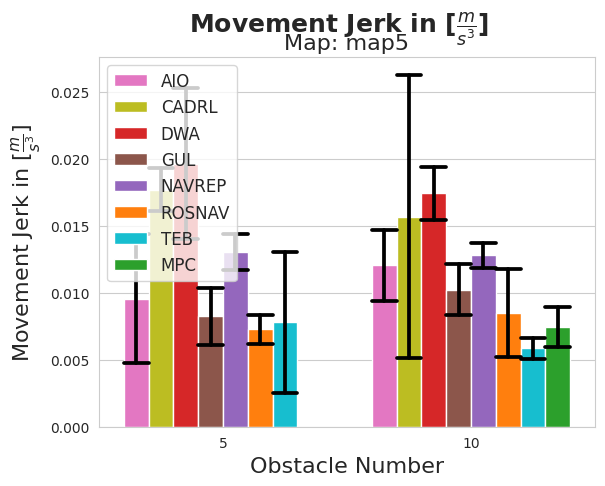 Movement Jerk in [m/s³]
Map: map5
Movement Jerk in [m/s³]
0.025
0.020
0.015
0.010
0.005
0.000
AIO
CADRL
DWA
GUL
NAVREP
ROSNAV
TEB
MPC
5 10
Obstacle Number